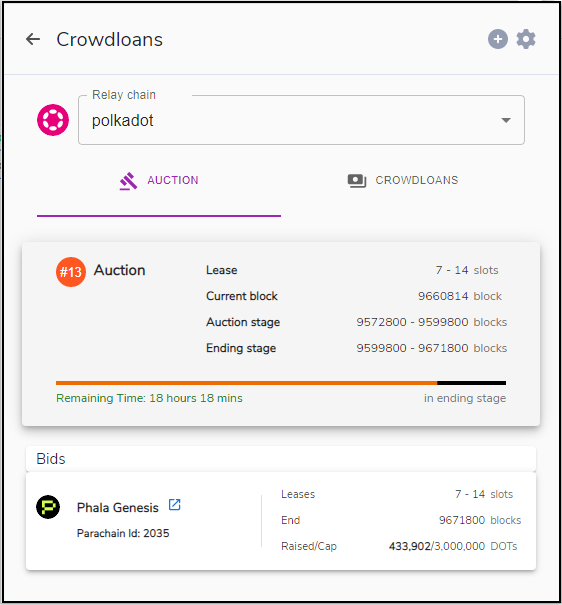 Crowdloans
Relay chain
polkadot
AUCTION
CROWDLOANS
#13 Auction
Lease 7 - 14 slots
Current block 9660814 block
Auction stage 9572800 - 9599800 blocks
Ending stage 9599800 - 9671800 blocks
Remaining Time: 18 hours 18 mins in ending stage
Bids
Phala Genesis
Parachain Id: 2035
Leases 7 - 14 slots
End 9671800 blocks
Raised/Cap 433,902/3,000,000 DOTs